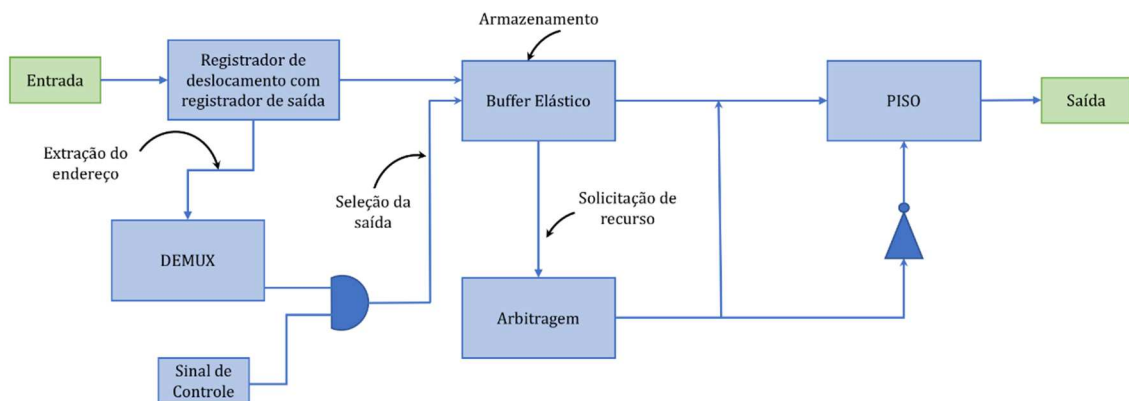 Armazenamento
Entrada
Registrador de
deslocamento com
registrador de saída
Buffer Elástico
PISO
Saída
Extração do
endereço
Seleção da
saída
Solicitação de
recurso
DEMUX
Arbitragem
Sinal de
Controle